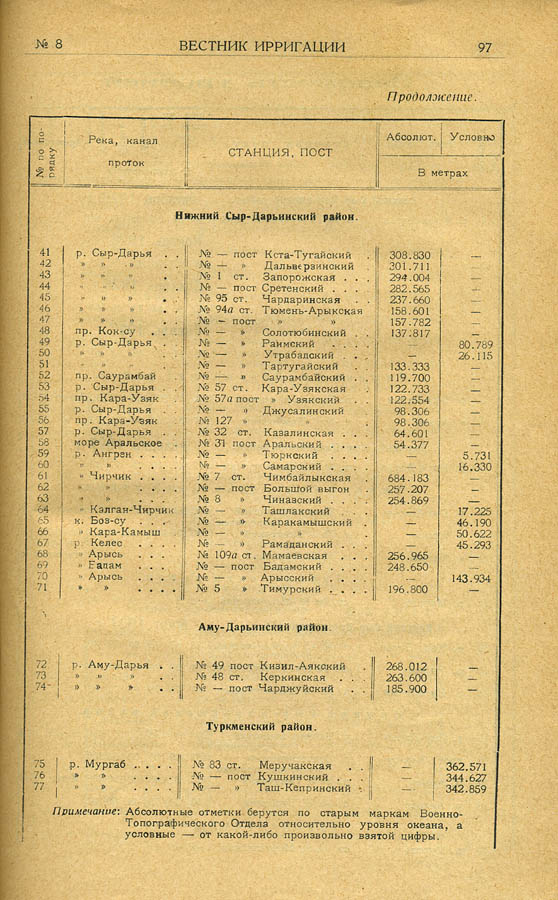 № 8 ВЕСТНИК ИРРИГАЦИИ 97
Продолжение.
№ по по-
рядку
Река, канал
проток
СТАНЦИЯ, ПОСТ
Абсолют. Условно
В метрах
Нижний Сыр-Дарьинский район.
41 р. Сыр-Дарья . . № — пост Кста-Тугайский . 308.830 —
42 » » » . . № — » Дальверзинский 301.711 —
43 » » » . . № 1 ст. Запорожская . . . 294.004 —
44 » » » . . № — пост Сретенский . . . 282.565 —
45 » » » . . № 95 ст. Чардаринская . . 237.660 —
46 » » » . . № 94а ст. Тюмень-Арыкская 158.601 —
47 » » » . . № — пост » » 157.782 —
48 пр. Кок-су . . . № — » Солотюбинский . 137.817 —
49 р. Сыр-Дарья . . № — » Раимский . . . . — 80.789
50 » » » . . № — » Утрабадский . . . — 26.115
51 » » » . . № — » Тартугайский . . 133.333 —
52 пр. Саурамбай . № — » Саурамбайский . . 119.700 —
53 р. Сыр-Дарья . . № 57 ст. Кара-Узякская . . 122.733 —
54 пр. Кара-Узяк № 57а пост » Узякский . . 122.554 —
55 р. Сыр-Дарья . . № — » Джусалинский 98.306 —
56 пр. Кара-Узяк № 127 » » 98.306 —
57 р. Сыр-Дарья . . № 32 ст. Казалинская . . . 64.601 —
58 море Аральское . № 31 пост Аральский . . . . 54.377 —
59 р. Ангрен . . . . № — » Тюркский . . . . — 5.731
60 » » . . . . № — » Самарский . . . . — 16.330
61 » Чирчик . . . . № 7 ст. Чимбайлыкская 684.183 —
62 » » . . . . № — пост Большой выгон . 257.207 —
63 » » . . . . № 8 » Чинавский . . . . 254.869 —
64 » Калган-Чирчик № — » Ташлакский . — 17.225
65 к. Боз-су . . . . № — » Каракамышский . — 46.190
66 » Кара-Камыш № — » » — 50.622
67 р. Келес . . . № — » Рамаданский . . . — 45.293
68 » Арысь . . . № 109а ст. Мамаевская . . . 256.965 —
69 » Бапам . . . № — пост Бадамский . . . . 248.650 —
70 » Арысь . . . № — » Арысский . . . . — 143.934
71 » » . . . № 5 » Тимурский . . . . 196.800 —
Аму-Дарьинский район.
72 р. Аму-Дарья . . № 49 пост Кизил-Аякский . 268.012 —
73 » » » . . № 48 ст. Керкинская . . 263.600 —
74 » » » . . № — пост Чарджуйский . . 185.900 —
Туркменский район.
75 р. Мургаб . . . . . № 83 ст. Меручакская . . — 362.571
76 » » . . . . № — пост Кушкинский . . . — 344.627
77 » » . . . . № — » Таш-Кепринский . — 342.859
Примечание: Абсолютные отметки берутся по старым маркам Военно-
Топографического Отдела относительно уровня океана, а
условные — от какой-либо произвольно взятой цифры.